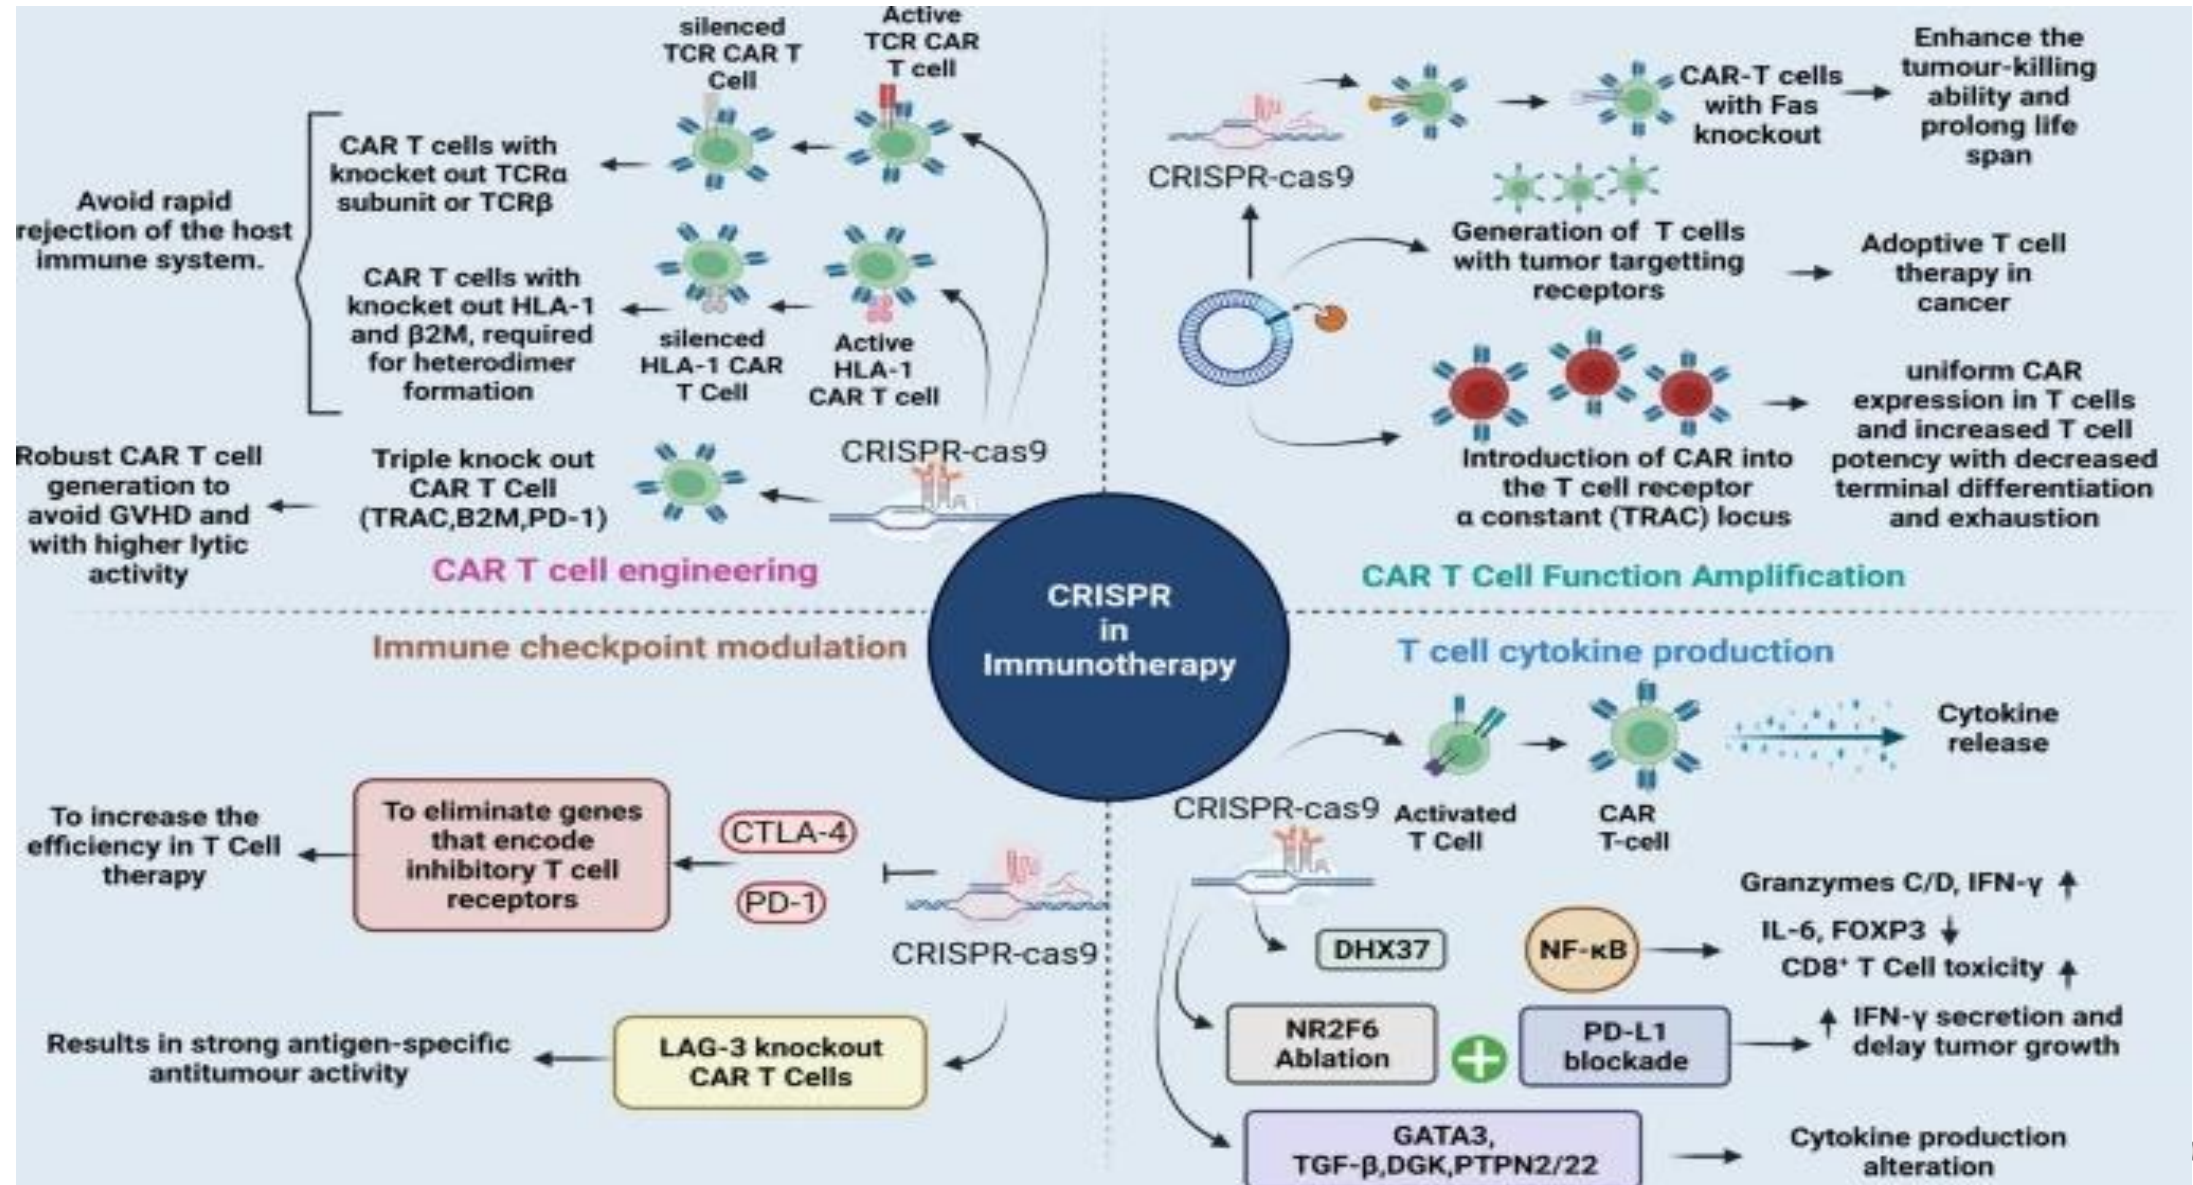 silenced
TCR CAR T
Cell
Active
TCR CAR
T cell
CAR T cells with
knocket out TCRα
subunit or TCRβ
Avoid rapid
rejection of the host
immune system.
CAR T cells with
knocket out HLA-1
and β2M, required
for heterodimer
formation
silenced
HLA-1 CAR
T Cell
Active
HLA-1
CAR T cell
Robust CAR T cell
generation to
avoid GVHD and
with higher lytic
activity
Triple knock out
CAR T Cell
(TRAC,B2M,PD-1)
CRISPR-cas9
CAR T cell engineering
CRISPR-cas9
CAR-T cells
with Fas
knockout
Enhance the
tumour-killing
ability and
prolong life
span
Generation of T cells
with tumor targetting
receptors
Adoptive T cell
therapy in
cancer
Introduction of CAR into
the T cell receptor
α constant (TRAC) locus
uniform CAR
expression in T cells
and increased T cell
potency with decreased
terminal differentiation
and exhaustion
CAR T Cell Function Amplification
CRISPR
in
Immunotherapy
Immune checkpoint modulation
To increase the
efficiency in T Cell
therapy
To eliminate genes
that encode
inhibitory T cell
receptors
CTLA-4
PD-1
CRISPR-cas9
Results in strong antigen-specific
antitumour activity
LAG-3 knockout
CAR T Cells
T cell cytokine production
CRISPR-cas9
Activated
T Cell
CAR
T-cell
Cytokine
release
DHX37
NF-κB
Granzymes C/D, IFN-γ ↑
IL-6, FOXP3 ↓
CD8⁺ T Cell toxicity ↑
NR2F6
Ablation
+
PD-L1
blockade
↑ IFN-γ secretion and
delay tumor growth
GATA3,
TGF-β,DGK,PTPN2/22
Cytokine production
alteration